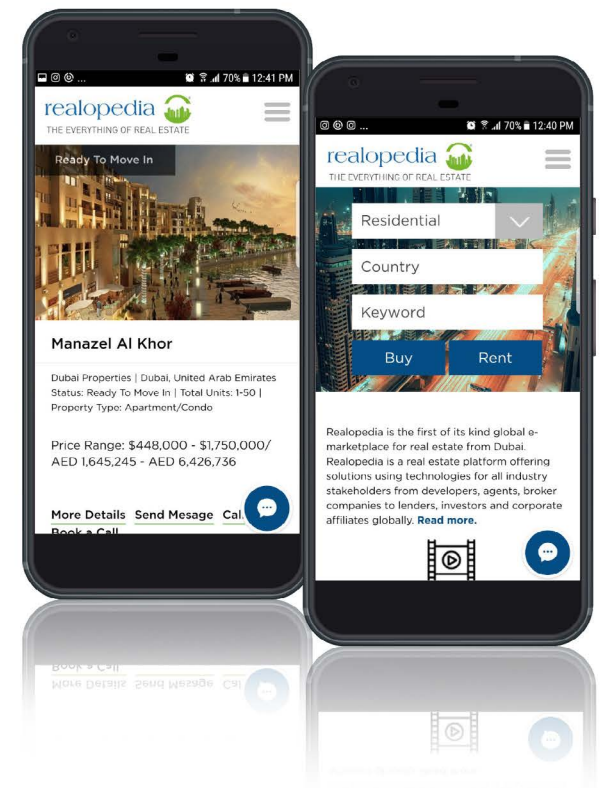 ... 70% 12:41 PM
realopedia
THE EVERYTHING OF REAL ESTATE
Ready To Move In
Manazel Al Khor
Dubai Properties | Dubai, United Arab Emirates
Status: Ready To Move In | Total Units: 1-50 |
Property Type: Apartment/Condo
Price Range: $448,000 - $1,750,000/
AED 1,645,245 - AED 6,426,736
More Details Send Mesage Cal
Book a Call
... 70% 12:40 PM
realopedia
THE EVERYTHING OF REAL ESTATE
Residential
Country
Keyword
Buy Rent
Realopedia is the first of its kind global e-
marketplace for real estate from Dubai.
Realopedia is a real estate platform offering
solutions using technologies for all industry
stakeholders from developers, agents, broker
companies to lenders, investors and corporate
affiliates globally. Read more.